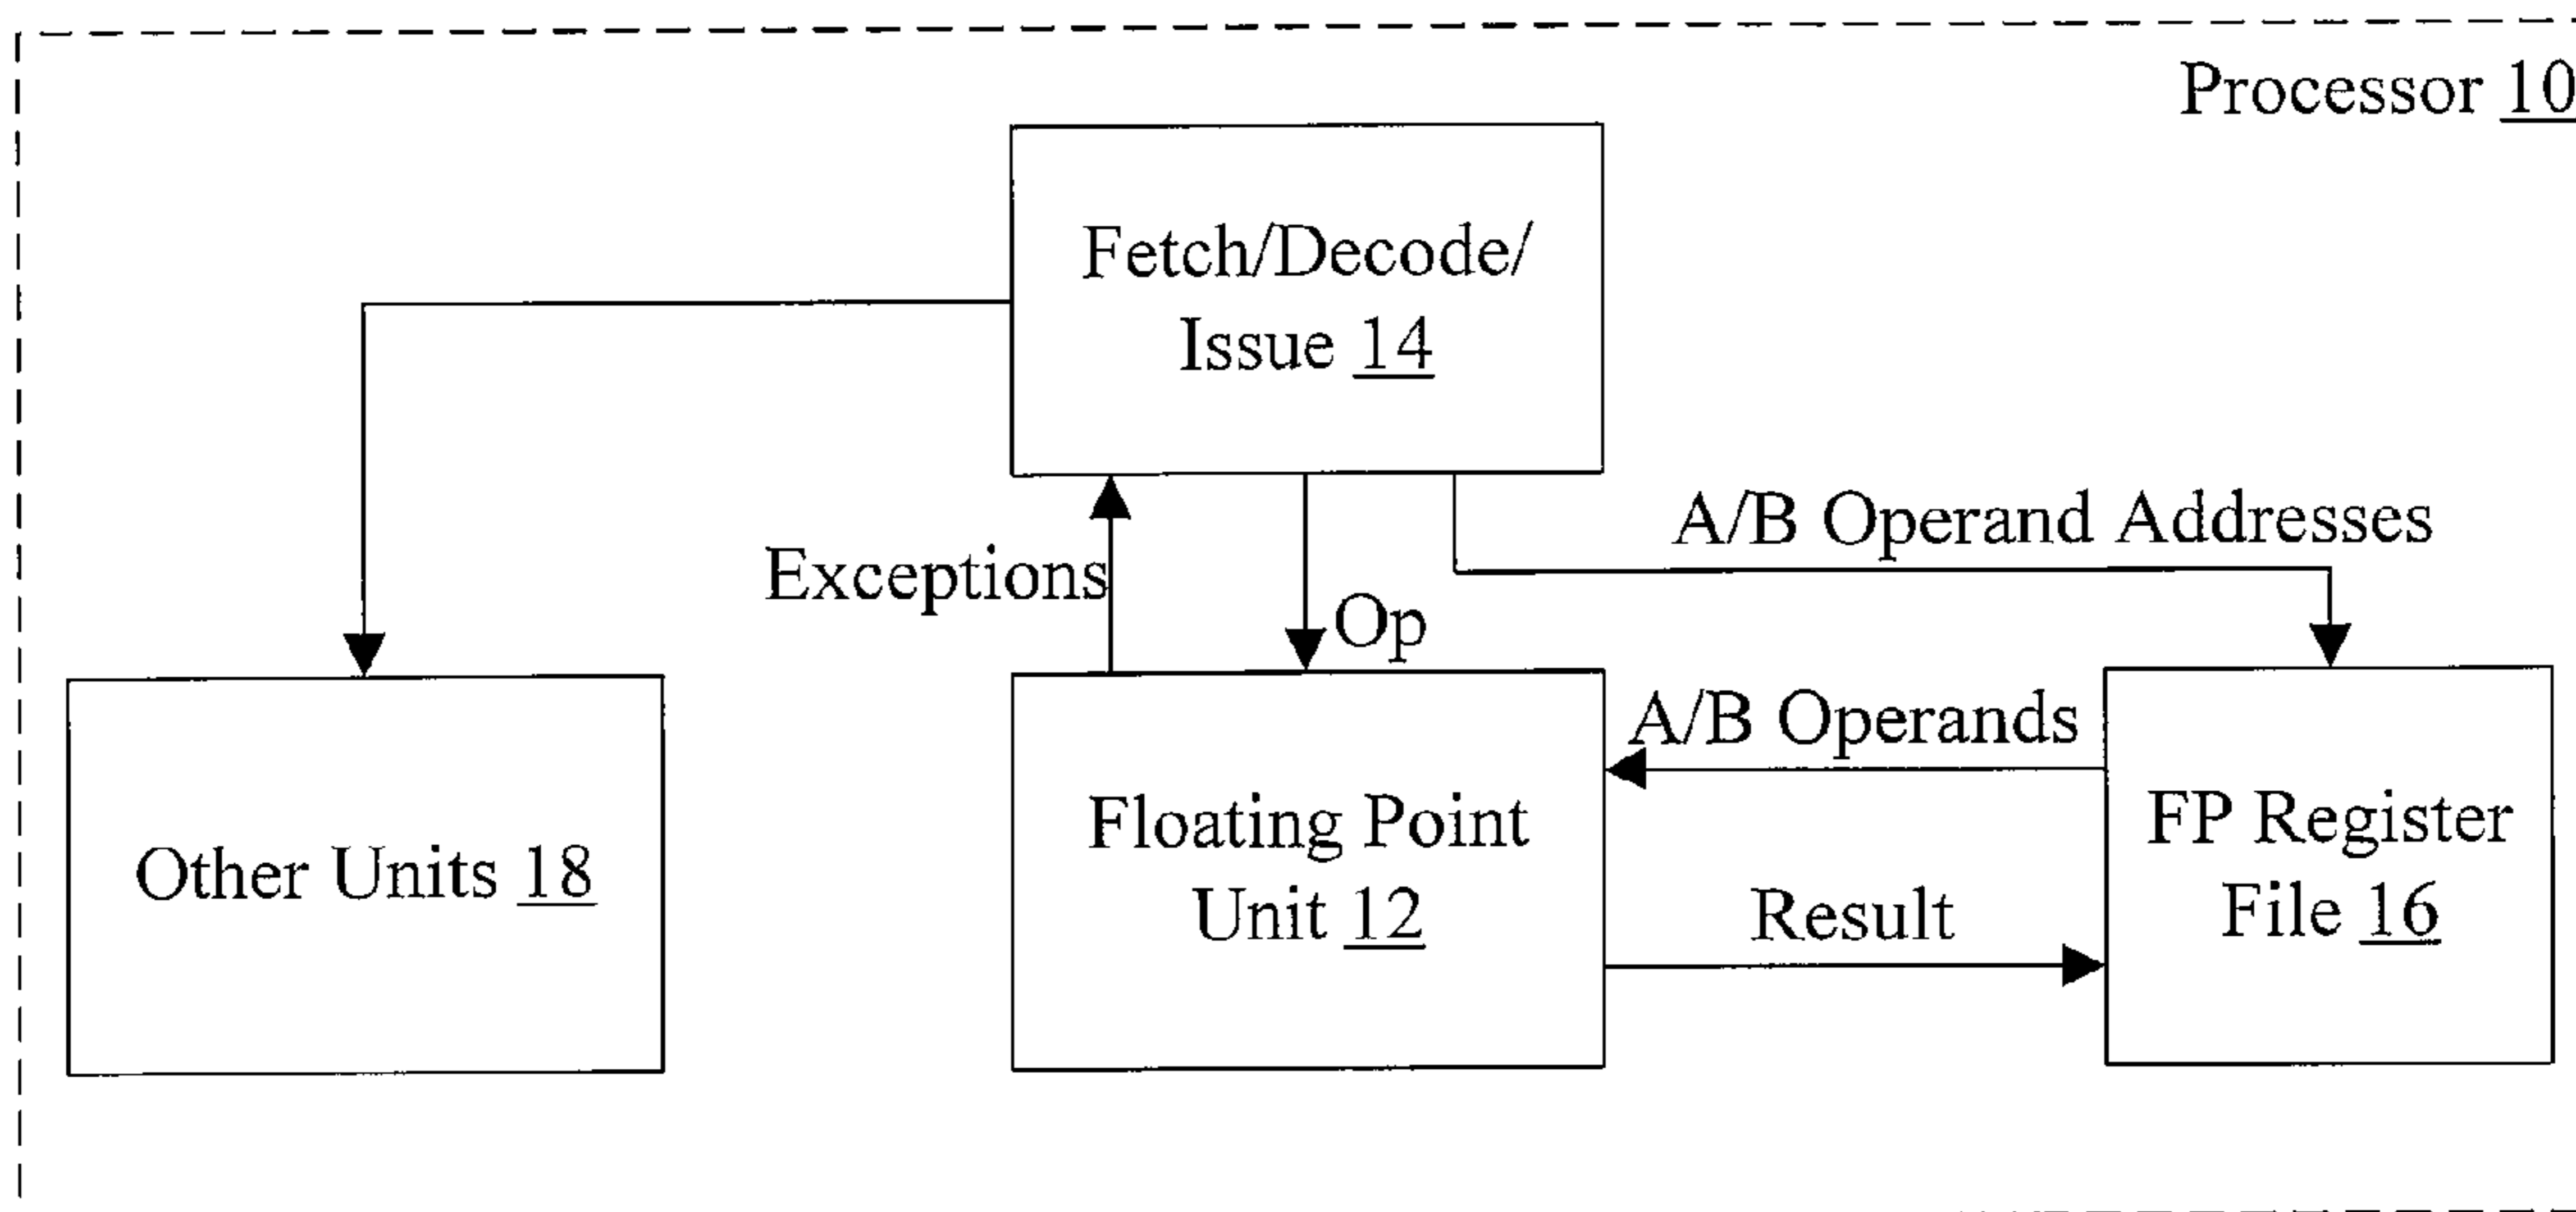 Processor 10
Fetch/Decode/
Issue 14
A/B Operand Addresses
Exceptions
Op
A/B Operands
Other Units 18
Floating Point
Unit 12
FP Register
File 16
Result